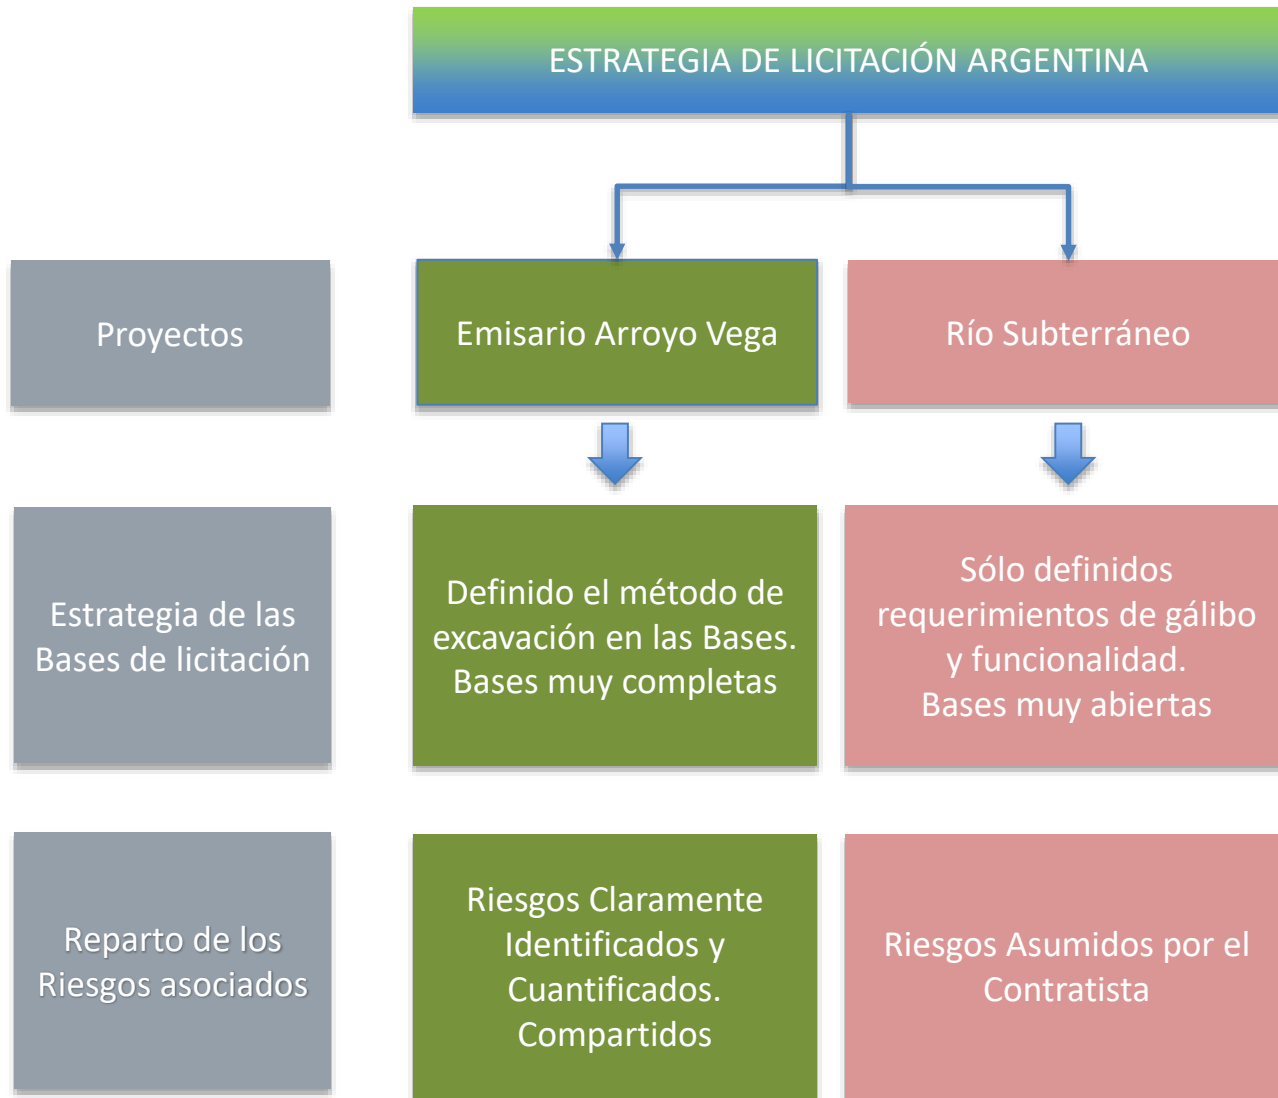 ESTRATEGIA DE LICITACIÓN ARGENTINA
Proyectos
Emisario Arroyo Vega
Río Subterráneo
Estrategia de las
Bases de licitación
Definido el método de
excavación en las Bases.
Bases muy completas
Sólo definidos
requerimientos de gálibo
y funcionalidad.
Bases muy abiertas
Reparto de los
Riesgos asociados
Riesgos Claramente
Identificados y
Cuantificados.
Compartidos
Riesgos Asumidos por el
Contratista